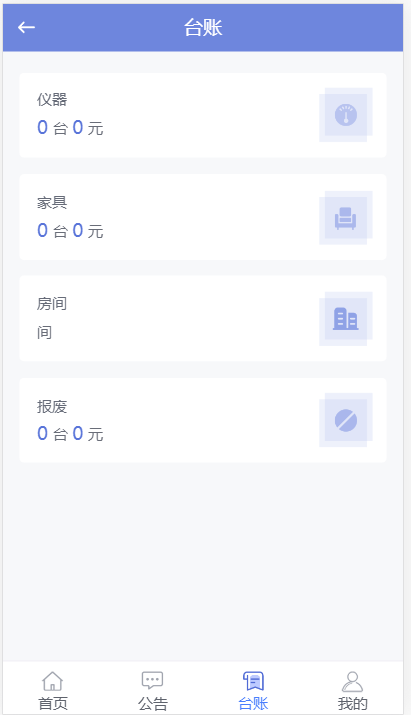 台账
仪器
0 台 0 元
家具
0 台 0 元
房间
间
报废
0 台 0 元
首页 公告 台账 我的